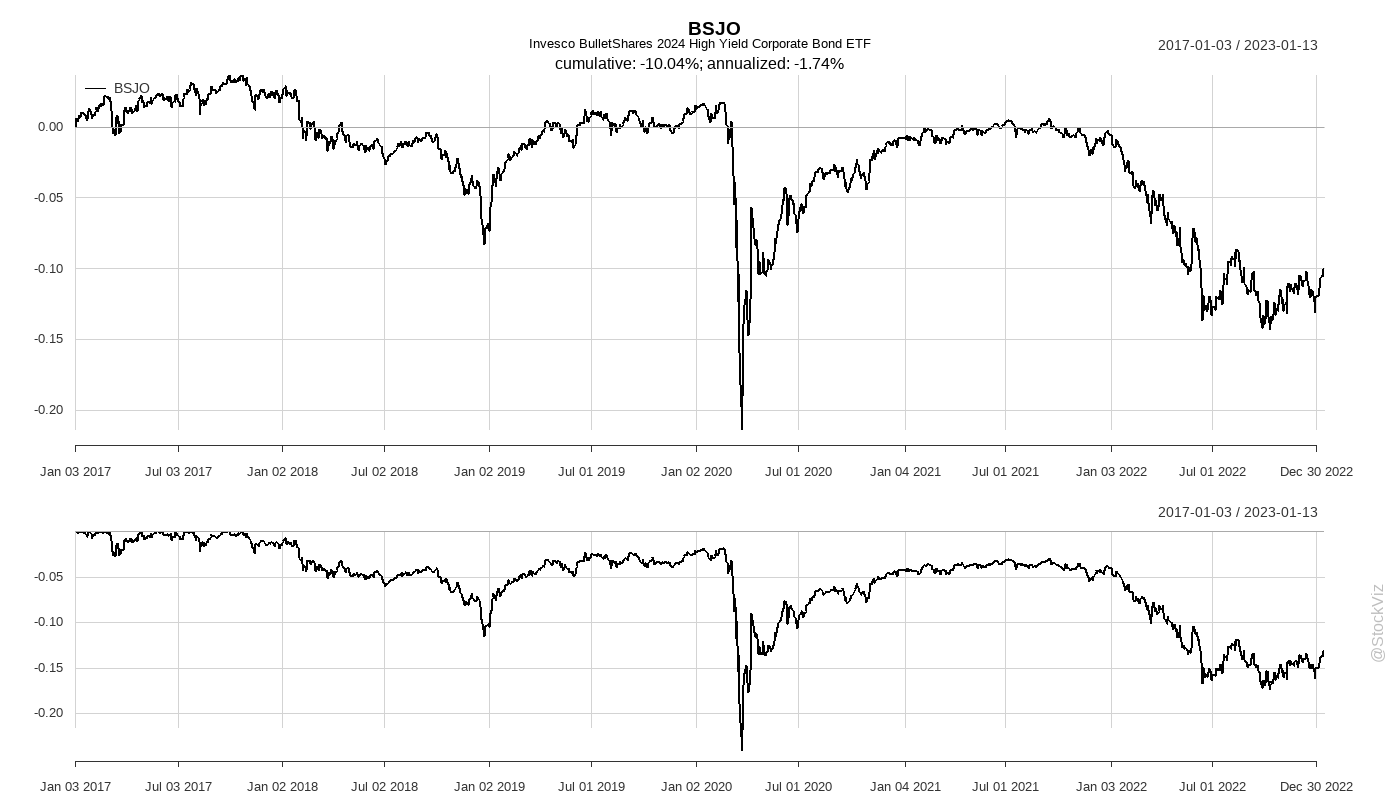 BSJO
Invesco BulletShares 2024 High Yield Corporate Bond ETF
2017-01-03 / 2023-01-13
cumulative: -10.04%; annualized: -1.74%
BSJO
0.00
-0.05
-0.10
-0.15
-0.20
Jan 03 2017 Jul 03 2017 Jan 02 2018 Jul 02 2018 Jan 02 2019 Jul 01 2019 Jan 02 2020 Jul 01 2020 Jan 04 2021 Jul 01 2021 Jan 03 2022 Jul 01 2022 Dec 30 2022
2017-01-03 / 2023-01-13
-0.05
-0.10
-0.15
-0.20
Jan 03 2017 Jul 03 2017 Jan 02 2018 Jul 02 2018 Jan 02 2019 Jul 01 2019 Jan 02 2020 Jul 01 2020 Jan 04 2021 Jul 01 2021 Jan 03 2022 Jul 01 2022 Dec 30 2022
@StockViz